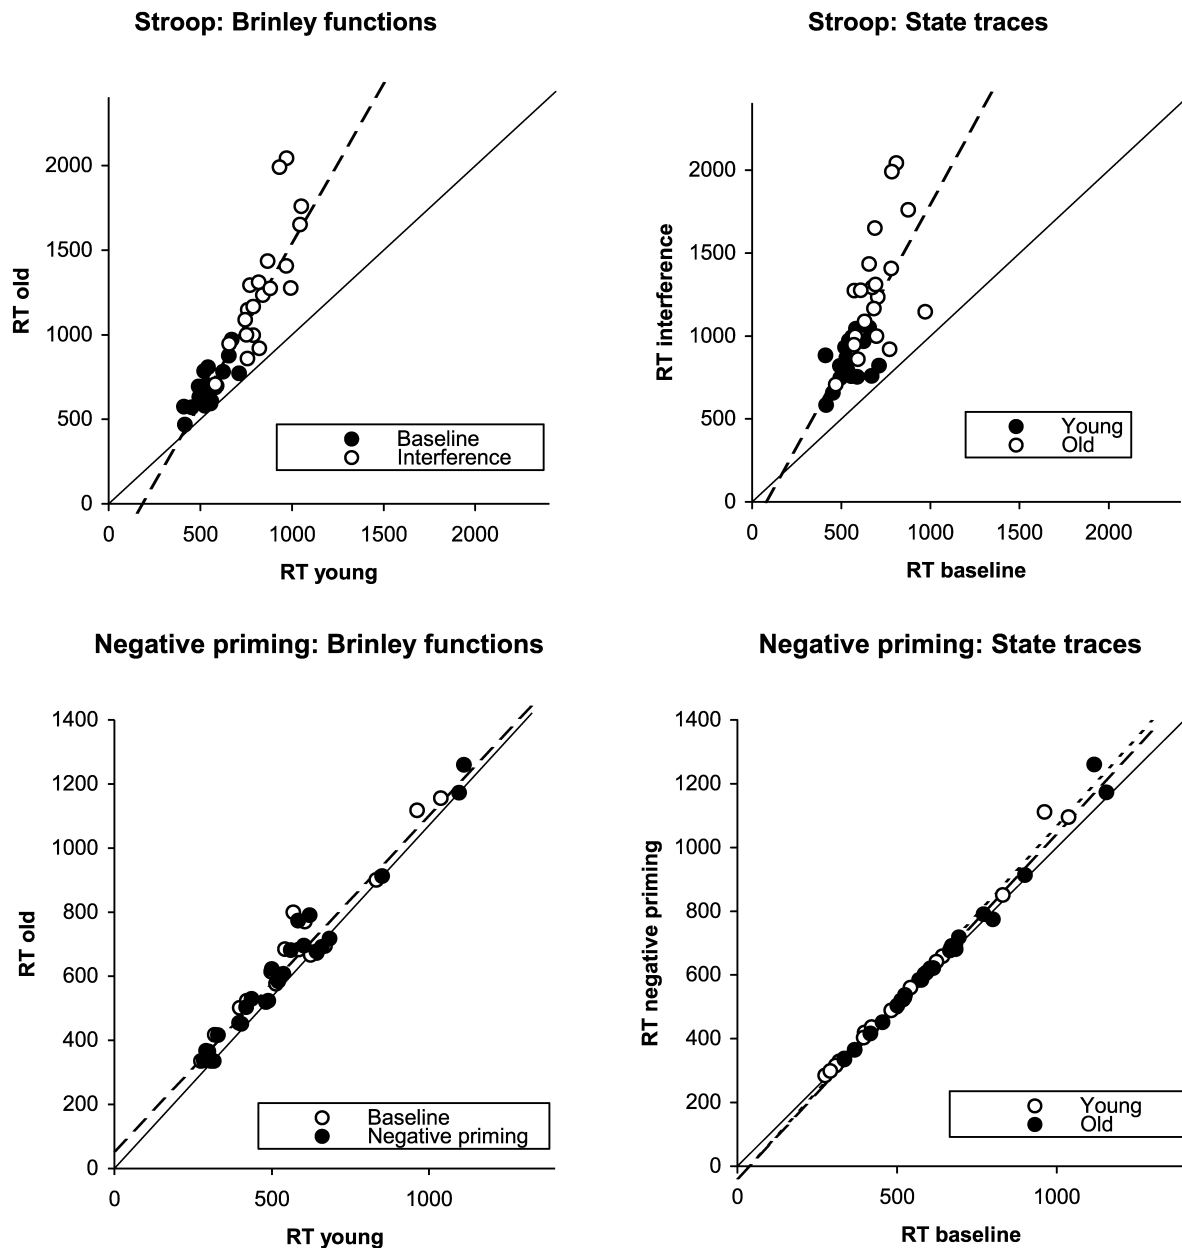 Stroop: Brinley functions
RT old
2000
1500
1000
500
0
0 500 1000 1500 2000
RT young
Baseline
Interference
Stroop: State traces
RT interference
2000
1500
1000
500
0
0 500 1000 1500 2000
RT baseline
Young
Old
Negative priming: Brinley functions
RT old
1400
1200
1000
800
600
400
200
0
0 500 1000
RT young
Baseline
Negative priming
Negative priming: State traces
RT negative priming
1400
1200
1000
800
600
400
200
0
0 500 1000
RT baseline
Young
Old